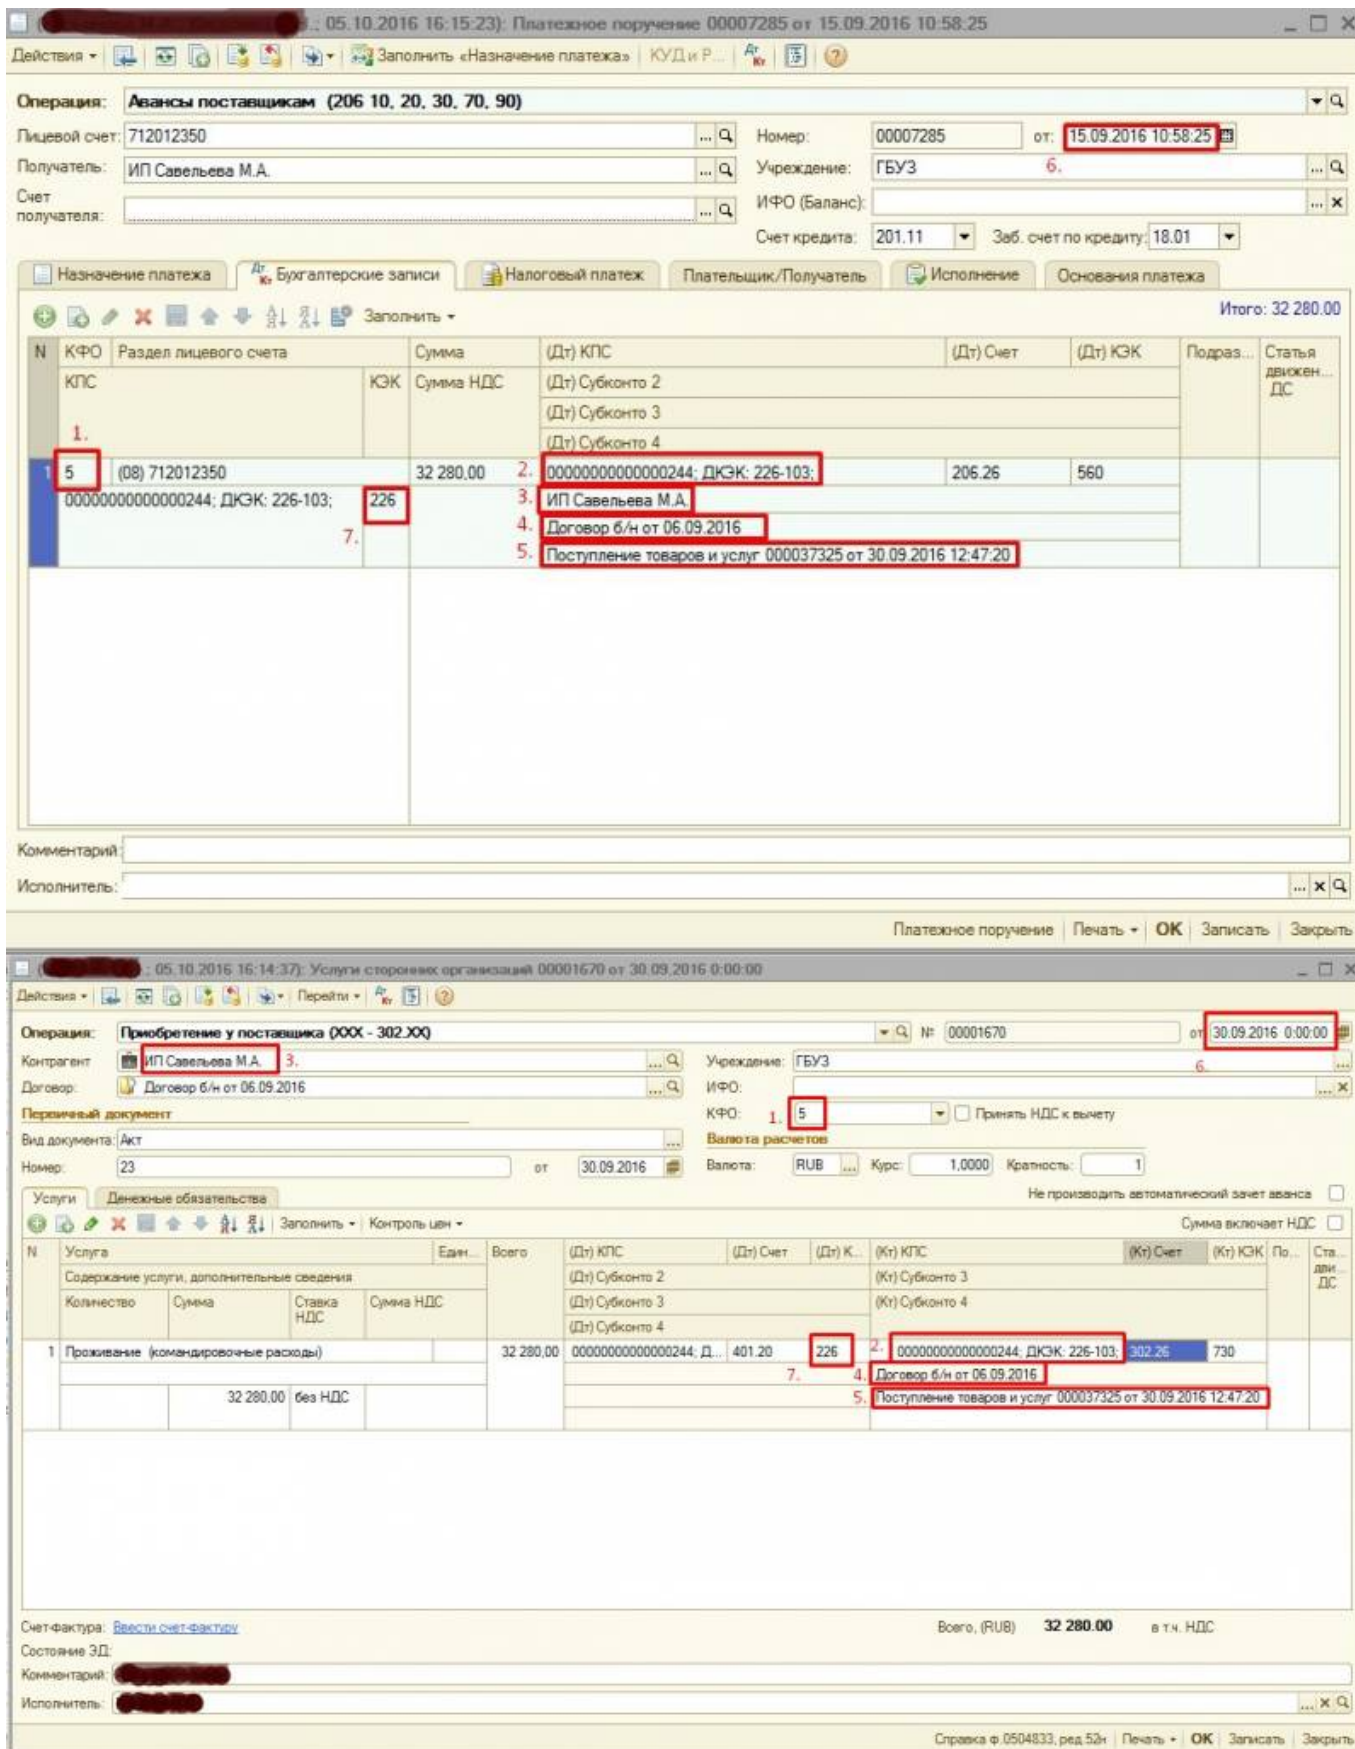 05.10.2016 16:15:23): Платежное поручение 00007285 от 15.09.2016 10:58:25
Действия Заполнить «Назначение платежа» КУД и Р... Дт Кт
Операция: Авансы поставщикам (206 10, 20, 30, 70, 90)
Лицевой счет: 712012350 ... Номер: 00007285 от: 15.09.2016 10:58:25
Получатель: ИП Савельева М.А. ... Учреждение: ГБУЗ 6. ...
Счет получателя: ... ИФО (Баланс): ...
Счет кредита: 201.11 Заб. счет по кредиту: 18.01
Назначение платежа Дт Кт Бухгалтерские записи Налоговый платеж Плательщик/Получатель Исполнение Основания платежа
Заполнить Итого: 32 280.00
N КФО Раздел лицевого счета Сумма (Дт) КПС (Дт) Счет (Дт) КЭК Подраз... Статья движен... ДС
КПС КЭК Сумма НДС (Дт) Субконто 2
(Дт) Субконто 3
1. (Дт) Субконто 4
1 5 (08) 712012350 32 280,00 2. 00000000000000244; ДКЭК: 226-103; 206.26 560
00000000000000244; ДКЭК: 226-103; 226 3. ИП Савельева М.А.
7. 4. Договор б/н от 06.09.2016
5. Поступление товаров и услуг 000037325 от 30.09.2016 12:47:20
Комментарий:
Исполнитель: ...
Платежное поручение Печать OK Записать Закрыть
05.10.2016 16:14:37): Услуги сторонних организаций 00001670 от 30.09.2016 0:00:00
Действия Перейти Дт Кт
Операция: Приобретение у поставщика (XXX - 302.XX) № 00001670 от 30.09.2016 0:00:00
Контрагент ИП Савельева М.А. 3. ... Учреждение: ГБУЗ 6. ...
Договор: Договор б/н от 06.09.2016 ... ИФО: ...
Первичный документ КФО: 1. 5 Принять НДС к вычету
Вид документа: Акт ... Валюта расчетов
Номер: 23 от 30.09.2016 Валюта: RUB ... Курс: 1,0000 Кратность: 1
Услуги Денежные обязательства Не производить автоматический зачет аванса
Заполнить Контроль цен Сумма включает НДС
N Услуга Един... Всего (Дт) КПС (Дт) Счет (Дт) К... (Кт) КПС (Кт) Счет (Кт) КЭК По... Ста... дви... ДС
Содержание услуги, дополнительные сведения (Дт) Субконто 2 (Кт) Субконто 3
Количество Сумма Ставка НДС Сумма НДС (Дт) Субконто 3 (Кт) Субконто 4
(Дт) Субконто 4
1 Проживание (командировочные расходы) 32 280,00 00000000000000244; Д... 401.20 226 2. 00000000000000244; ДКЭК: 226-103; 302.26 730
7. 4. Договор б/н от 06.09.2016
32 280,00 без НДС 5. Поступление товаров и услуг 000037325 от 30.09.2016 12:47:20
Счет-фактура: Ввести счет-фактуру Всего, (RUB) 32 280.00 в т.ч. НДС
Состояние ЭД:
Комментарий:
Исполнитель: ...
Справка ф.0504833, ред.52н Печать OK Записать Закрыть